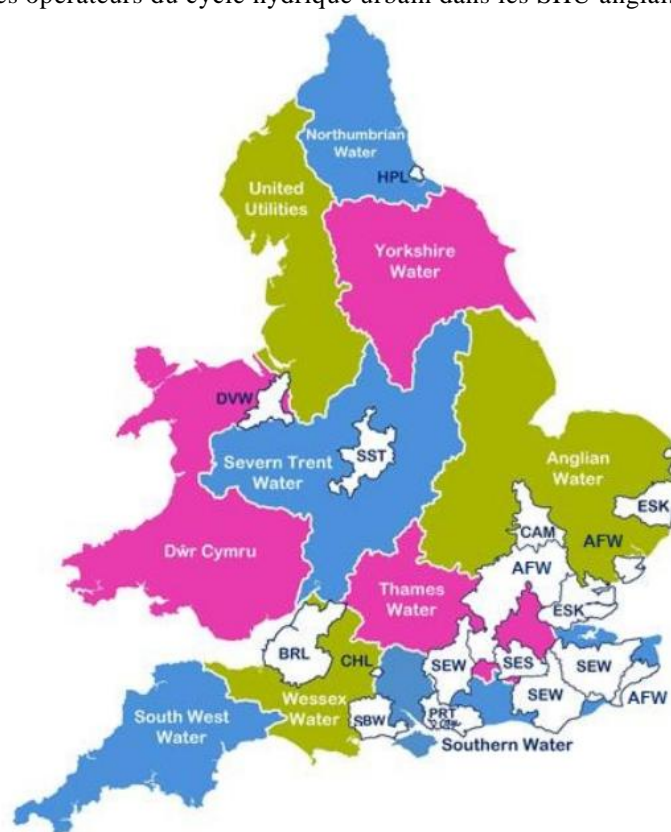 es opérateurs du cycle hydrique urbain dans les SHU anglais
Northumbrian
Water
HPL
United
Utilities
Yorkshire
Water
DVW
SST
Severn Trent
Water
Anglian
Water
ESK
CAM
AFW
AFW
Dŵr Cymru
Thames
Water
ESK
BRL
CHL
SEW
SES
SEW
SEW
AFW
Wessex
Water
SBW
PRT
South West
Water
Southern Water